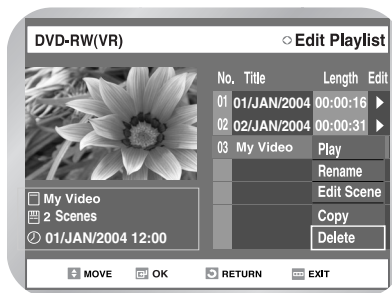 DVD-RW(VR) Edit Playlist
No. Title Length Edit
01 01/JAN/2004 00:00:16
02 02/JAN/2004 00:00:31
03 My Video
Play
Rename
Edit Scene
Copy
Delete
My Video
2 Scenes
01/JAN/2004 12:00
MOVE OK RETURN EXIT